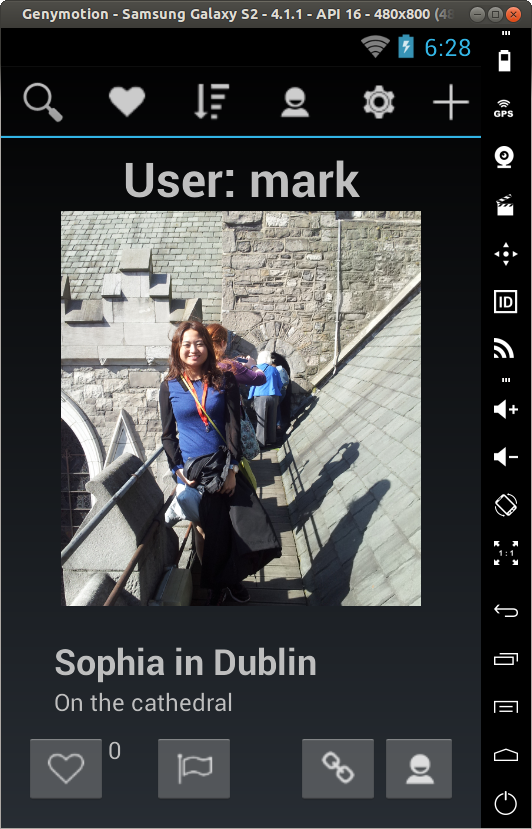 Genymotion - Samsung Galaxy S2 - 4.1.1 - API 16 - 480x800 (48
6:28
GPS
User: mark
ID
1:1
Sophia in Dublin
On the cathedral
0